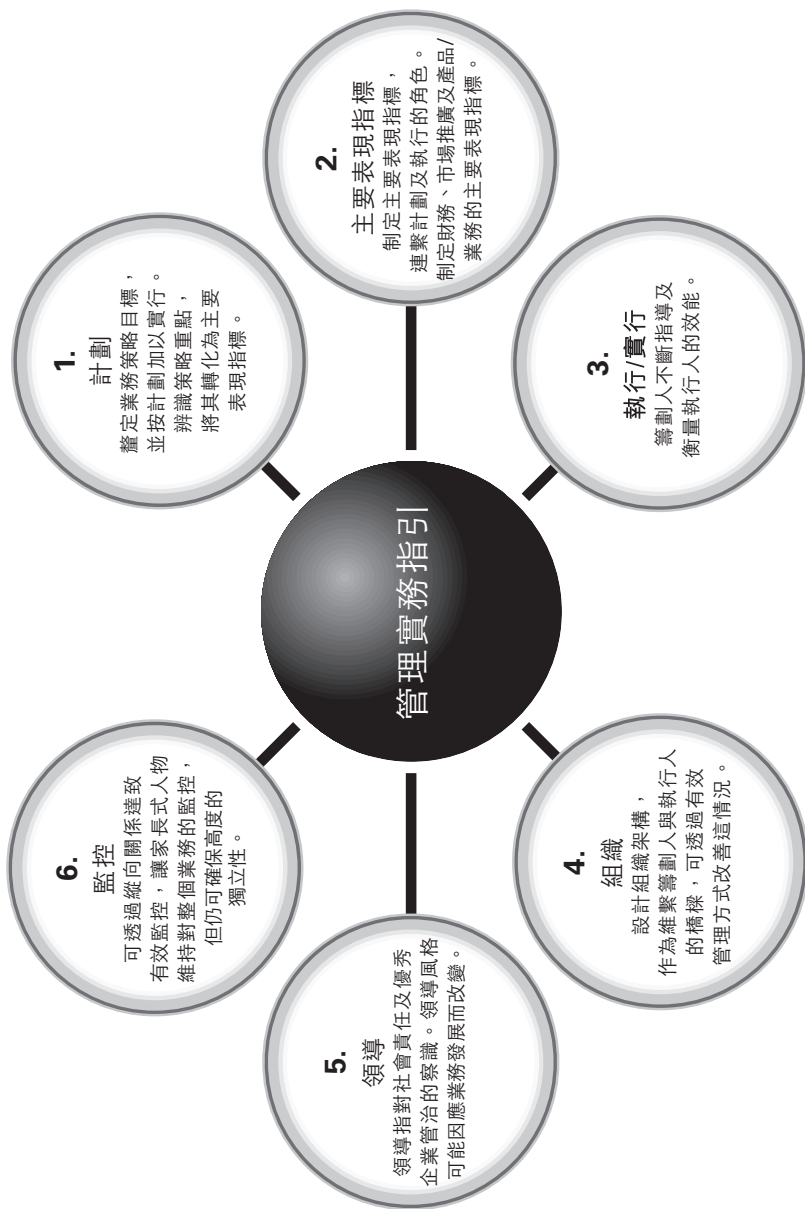 管理實務指引
1.
計劃
釐定業務策略目標，
並按計劃加以實行。
辨識策略重點，
將其轉化為主要
表現指標。
2.
主要表現指標
制定主要表現指標，
連繫計劃及執行的角色。
制定財務、市場推廣及產品/
業務的主要表現指標。
3.
執行/實行
籌劃人不斷指導及
衡量執行人的效能。
4.
組織
設計組織架構，
作為維繫籌劃人與執行人
的橋樑，可透過有效
管理方式改善這情況。
5.
領導
領導指對社會責任及優秀
企業管治的察識。領導風格
可能因應業務發展而改變。
6.
監控
可透過縱向關係達致
有效監控，讓家長式人物
維持對整個業務的監控，
但仍可確保高度的
獨立性。